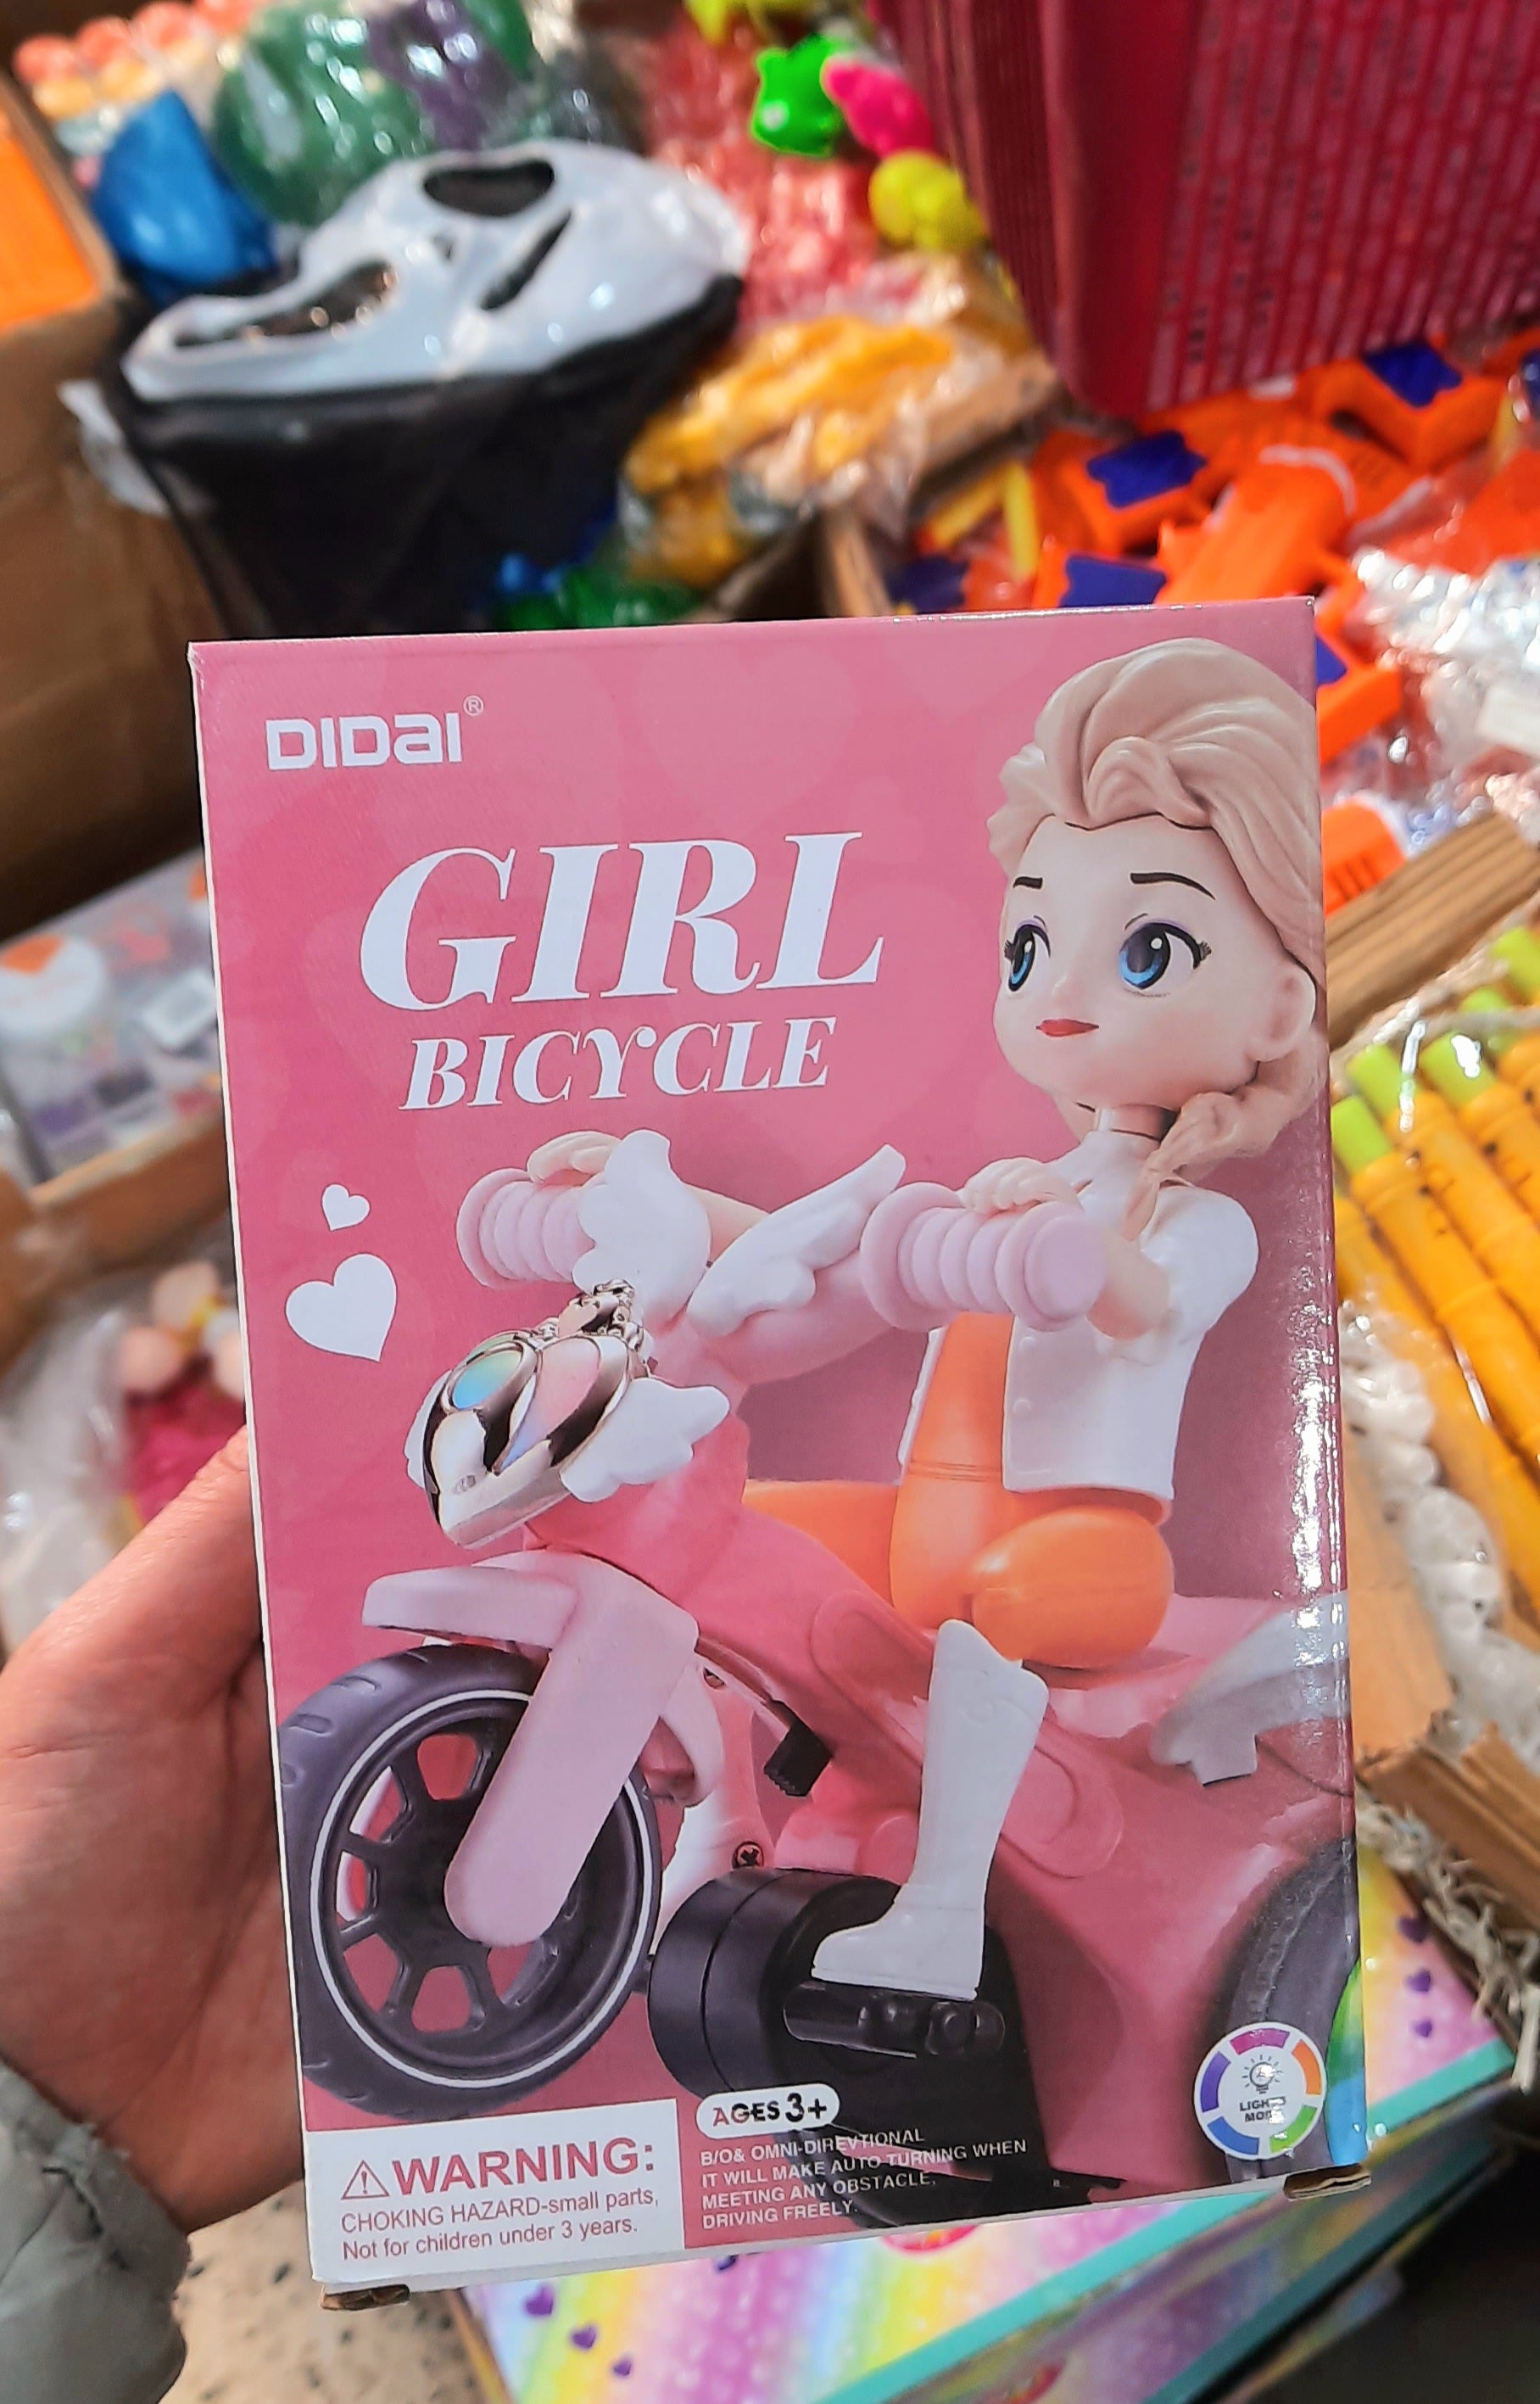 DIDAI®
GIRL
BICYCLE
WARNING:
CHOKING HAZARD-small parts,
Not for children under 3 years.
AGES 3+
B/O& OMNI-DIREVTIONAL
IT WILL MAKE AUTO TURNING WHEN
MEETING ANY OBSTACLE,
DRIVING FREELY.